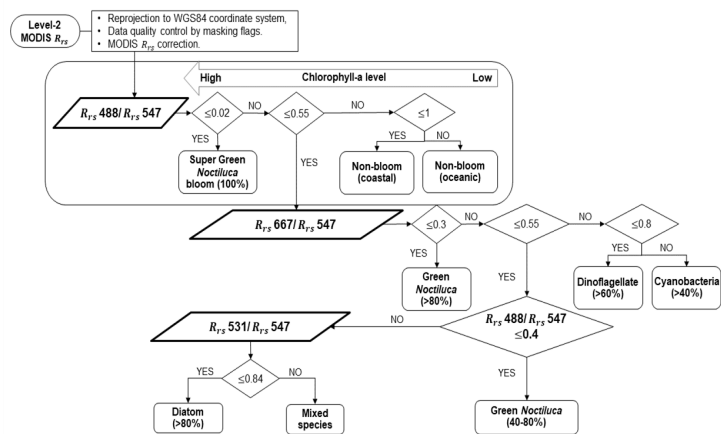 Level-2
MODIS Rrs
• Reprojection to WGS84 coordinate system,
• Data quality control by masking flags.
• MODIS Rrs correction.
High Chlorophyll-a level Low
Rrs 488/ Rrs 547
≤0.02
NO
≤0.55
NO
≤1
YES
YES
YES
NO
Super Green
Noctiluca
bloom (100%)
Non-bloom
(coastal)
Non-bloom
(oceanic)
Rrs 667/ Rrs 547
≤0.3
NO
≤0.55
NO
≤0.8
YES
YES
YES
NO
Green
Noctiluca
(>80%)
Dinoflagellate
(>60%)
Cyanobacteria
(>40%)
Rrs 488/ Rrs 547
≤0.4
NO
YES
Rrs 531/ Rrs 547
YES
≤0.84
NO
Diatom
(>80%)
Mixed
species
Green Noctiluca
(40-80%)